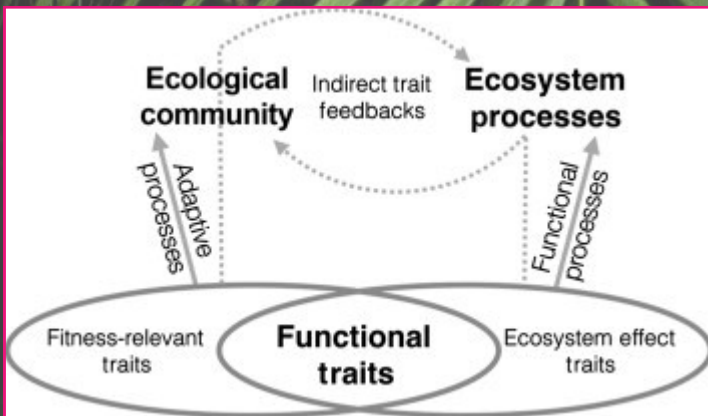 Ecological
community
Indirect trait
feedbacks
Ecosystem
processes
Adaptive
processes
Functional
processes
Fitness-relevant
traits
Functional
traits
Ecosystem effect
traits